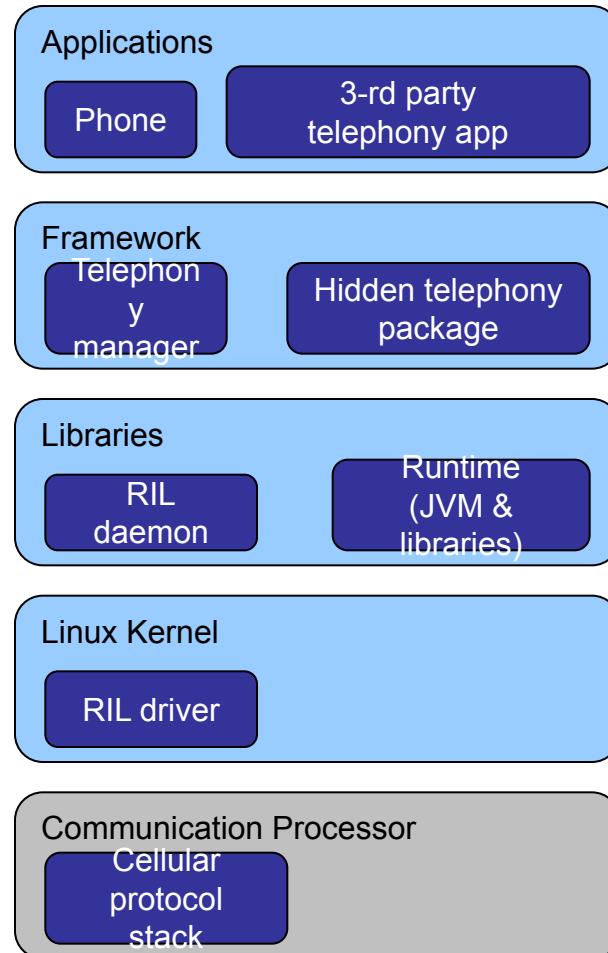 Applications
Phone
3-rd party
telephony app
Framework
Telephon
y
manager
Hidden telephony
package
Libraries
RIL
daemon
Runtime
(JVM &
libraries)
Linux Kernel
RIL driver
Communication Processor
Cellular
protocol
stack